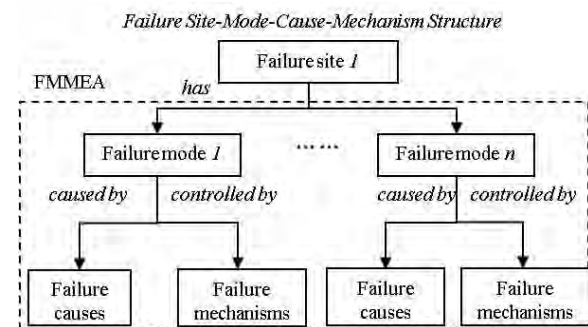 Failure Site-Mode-Cause-Mechanism Structure
Failure site 1
FMMEA
has
Failure mode 1
... ...
Failure mode n
caused by
controlled by
caused by
controlled by
Failure
causes
Failure
mechanisms
Failure
causes
Failure
mechanisms